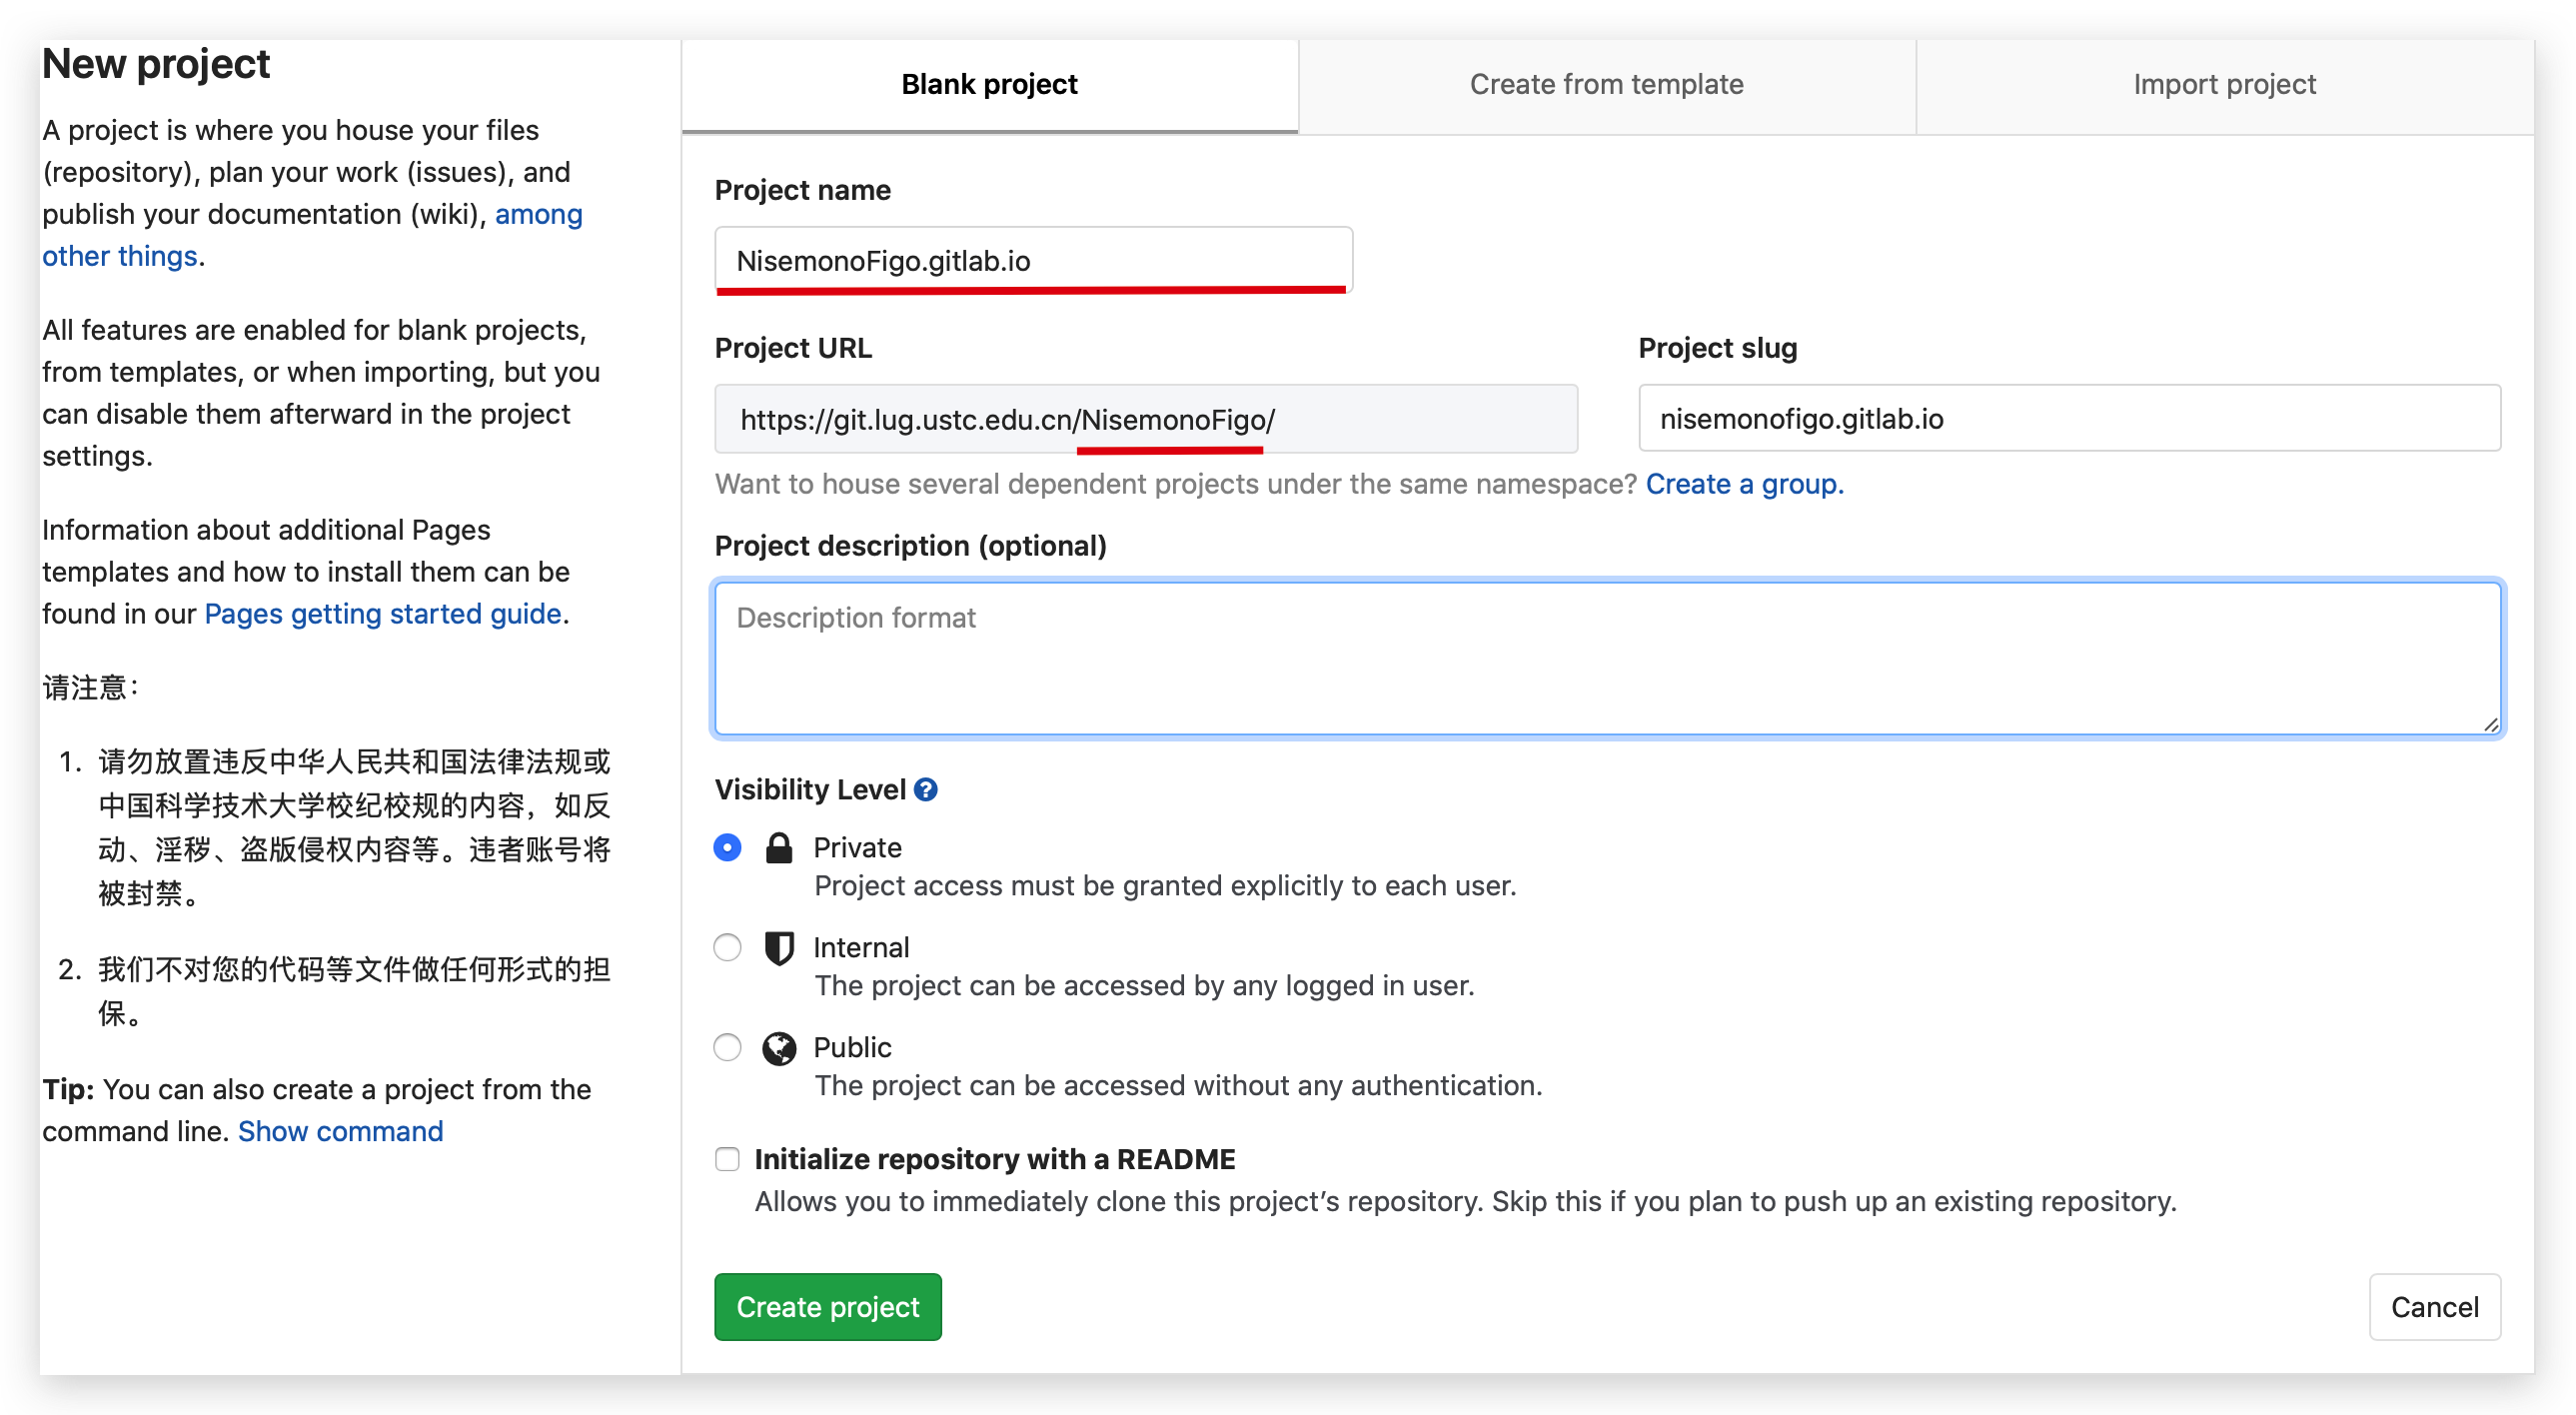 New project
A project is where you house your files
(repository), plan your work (issues), and
publish your documentation (wiki), among
other things.
All features are enabled for blank projects,
from templates, or when importing, but you
can disable them afterward in the project
settings.
Information about additional Pages
templates and how to install them can be
found in our Pages getting started guide.
请注意：
1. 请勿放置违反中华人民共和国法律法规或
中国科学技术大学校纪校规的内容，如反
动、淫秽、盗版侵权内容等。违者账号将
被封禁。
2. 我们不对您的代码等文件做任何形式的担
保。
Tip: You can also create a project from the
command line. Show command
Blank project
Create from template
Import project
Project name
NisemonoFigo.gitlab.io
Project URL
Project slug
https://git.lug.ustc.edu.cn/NisemonoFigo/
nisemonofigo.gitlab.io
Want to house several dependent projects under the same namespace? Create a group.
Project description (optional)
Description format
Visibility Level ?
Private
Project access must be granted explicitly to each user.
Internal
The project can be accessed by any logged in user.
Public
The project can be accessed without any authentication.
Initialize repository with a README
Allows you to immediately clone this project’s repository. Skip this if you plan to push up an existing repository.
Create project
Cancel